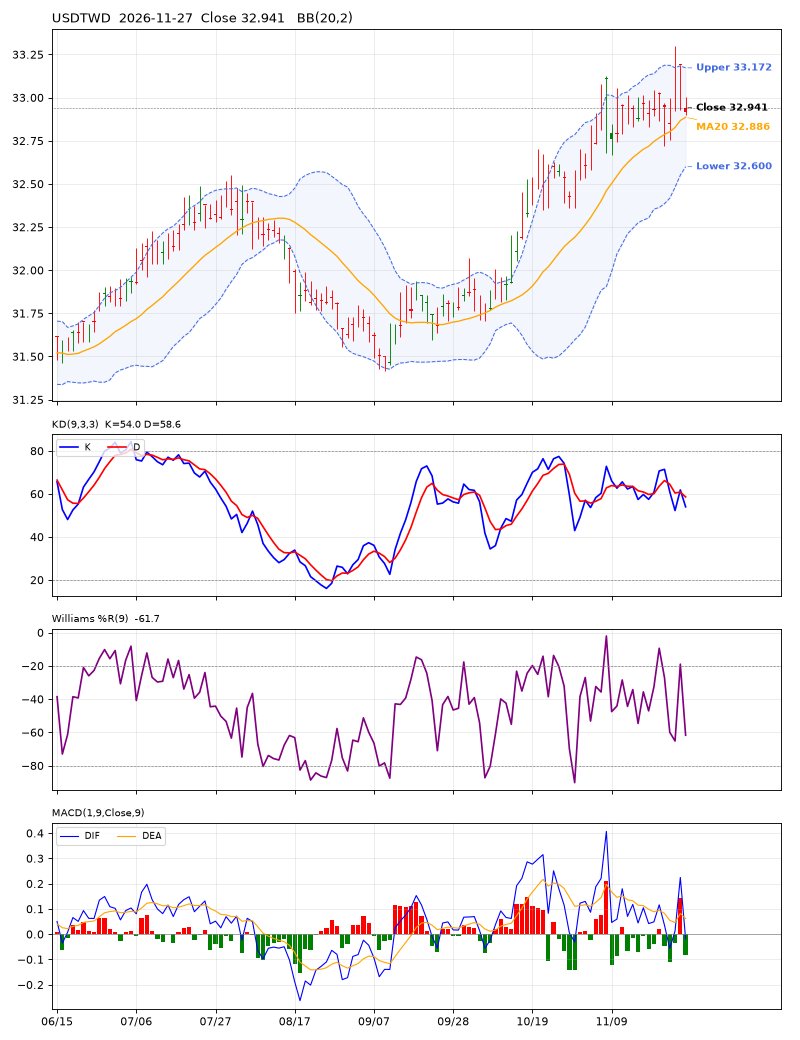 USDTWD  2026-11-27  Close 32.941   BB(20,2)
33.25
Upper 33.172
33.00
Close 32.941
MA20 32.886
32.75
Lower 32.600
32.50
32.25
32.00
31.75
31.50
31.25
KD(9,3,3)  K=54.0 D=58.6
K D
80
60
40
20
Williams %R(9)  -61.7
0
−20
−40
−60
−80
MACD(1,9,Close,9)
DIF DEA
0.4
0.3
0.2
0.1
0.0
−0.1
−0.2
06/15 07/06 07/27 08/17 09/07 09/28 10/19 11/09